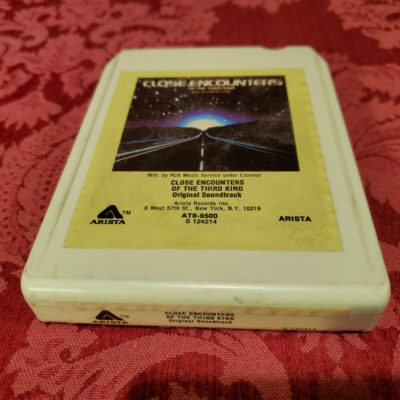 CLOSE ENCOUNTERS
OF THE THIRD KIND
Mfd. by RCA Music Service under License
CLOSE ENCOUNTERS
OF THE THIRD KIND
Original Soundtrack
Arista Records Inc.
6 West 57th St., New York, N.Y. 10019
ARISTA™
AT8-9500
S 124214
ARISTA
ARISTA™
CLOSE ENCOUNTERS
OF THE THIRD KIND
Original Soundtrack